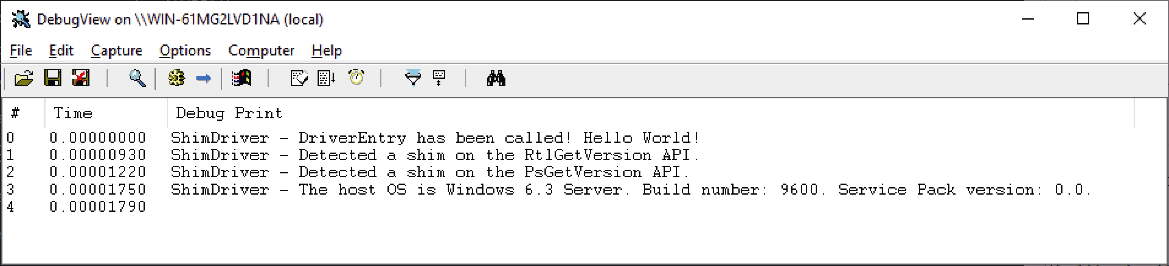 DebugView on \\WIN-61MG2LVD1NA (local)
File Edit Capture Options Computer Help
# Time Debug Print
0 0.00000000 ShimDriver - DriverEntry has been called! Hello World!
1 0.00000930 ShimDriver - Detected a shim on the RtlGetVersion API.
2 0.00001220 ShimDriver - Detected a shim on the PsGetVersion API.
3 0.00001750 ShimDriver - The host OS is Windows 6.3 Server. Build number: 9600. Service Pack version: 0.0.
4 0.00001790